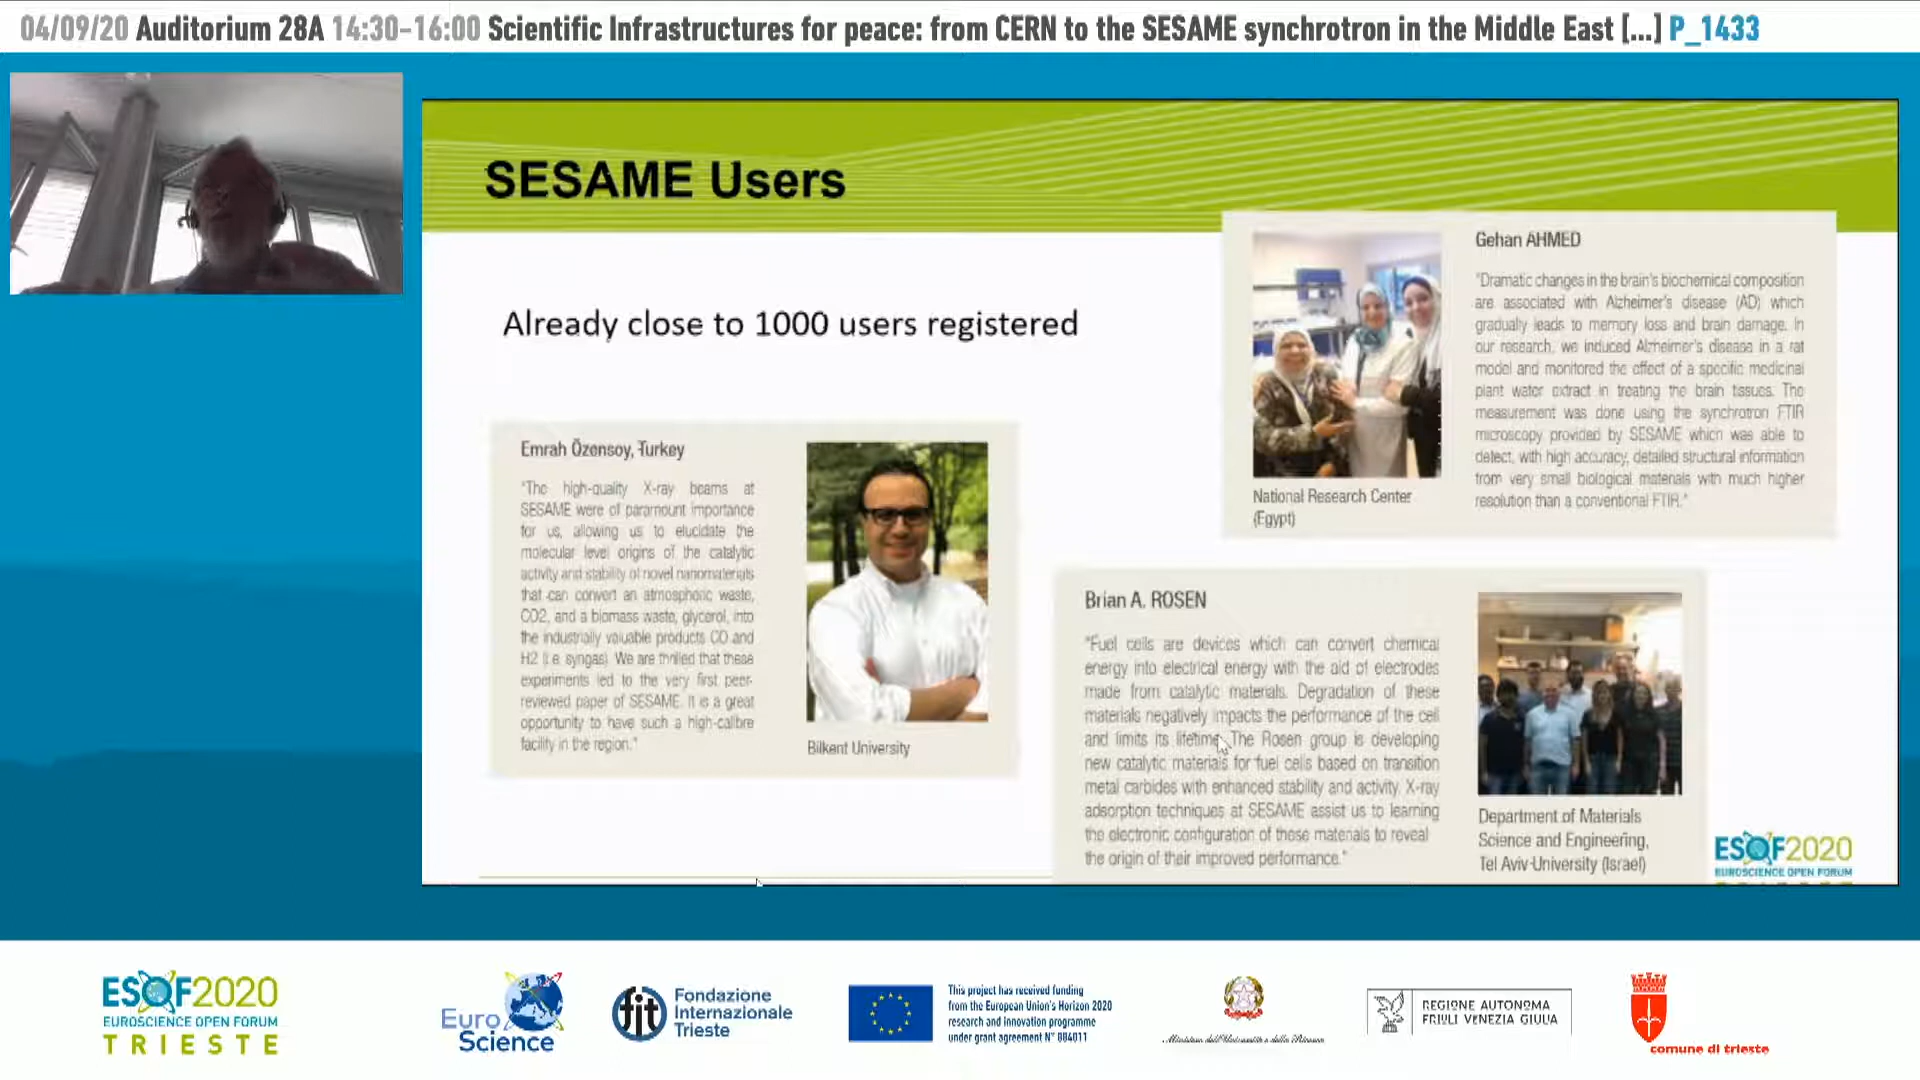 04/09/20 Auditorium 28A 14:30-16:00 Scientific Infrastructures for peace: from CERN to the SESAME synchrotron in the Middle East [...] P_1433
SESAME Users
Already close to 1000 users registered
Gehan AHMED
"Dramatic changes in the brain's biochemical composition
are associated with Alzheimer's disease (AD) which
gradually leads to memory loss and brain damage. In
our research, we induced Alzheimer's disease in a rat
model and monitored the effect of a specific medicinal
plant water extract in treating the brain tissues. The
measurement was done using the synchrotron FTIR
microscopy provided by SESAME which was able to
detect, with high accuracy, detailed structural information
from very small biological materials with much higher
resolution than a conventional FTIR."
National Research Center
(Egypt)
Emrah Özensoy, Turkey
"The high-quality X-ray beams at
SESAME were of paramount importance
for us, allowing us to elucidate the
molecular level origins of the catalytic
activity and stability of novel nanomaterials
that can convert an atmospheric waste,
CO2, and a biomass waste, glycerol, into
the industrially valuable products CO and
H2 (i.e. syngas). We are thrilled that these
experiments led to the very first peer-
reviewed paper of SESAME. It is a great
opportunity to have such a high-calibre
facility in the region."
Bilkent University
Brian A. ROSEN
"Fuel cells are devices which can convert chemical
energy into electrical energy with the aid of electrodes
made from catalytic materials. Degradation of these
materials negatively impacts the performance of the cell
and limits its lifetime. The Rosen group is developing
new catalytic materials for fuel cells based on transition
metal carbides with enhanced stability and activity. X-ray
adsorption techniques at SESAME assist us to learning
the electronic configuration of these materials to reveal
the origin of their improved performance."
Department of Materials
Science and Engineering,
Tel Aviv University (Israel)
ESOF2020
EUROSCIENCE OPEN FORUM
ESOF2020
EUROSCIENCE OPEN FORUM
TRIESTE
Euro
Science
fit
Fondazione
Internazionale
Trieste
This project has received funding
from the European Union's Horizon 2020
research and innovation programme
under grant agreement N° 884011
Ministero dell'Università e della Ricerca
REGIONE AUTONOMA
FRIULI VENEZIA GIULIA
comune di trieste